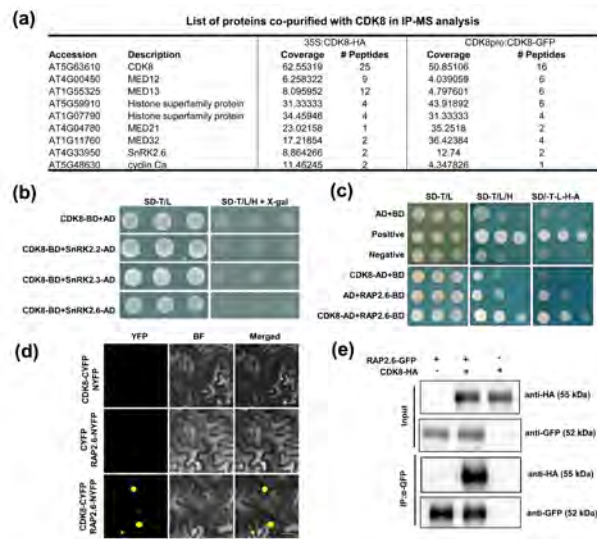 (a)
List of proteins co-purified with CDK8 in IP-MS analysis
35S:CDK8-HA CDK8pro:CDK8-GFP
Accession Description Coverage # Peptides Coverage # Peptides
AT5G63610 CDK8 62.55319 25 50.85106 16
AT4G00450 MED12 6.258322 9 4.039059 6
AT1G55325 MED13 8.095952 12 4.797601 6
AT5G59910 Histone superfamily protein 31.33333 4 43.91892 6
AT1G07790 Histone superfamily protein 34.45946 4 31.33333 4
AT4G04780 MED21 23.02158 1 35.2518 2
AT1G11760 MED32 17.21854 2 36.42384 4
AT4G33950 SnRK2.6 8.864266 2 12.74 2
AT5G48630 cyclin Ca 11.46245 2 4.347826 1
(b)
SD-T/L SD-T/L/H + X-gal
CDK8-BD+AD
CDK8-BD+SnRK2.2-AD
CDK8-BD+SnRK2.3-AD
CDK8-BD+SnRK2.6-AD
(c)
SD-T/L SD-T/L/H SD/-T-L-H-A
AD+BD
Positive
Negative
CDK8-AD+BD
AD+RAP2.6-BD
CDK8-AD+RAP2.6-BD
(d)
YFP BF Merged
CDK8-CYFP
NYFP
CYFP
RAP2.6-NYFP
CDK8-CYFP
RAP2.6-NYFP
(e)
RAP2.6-GFP + + -
CDK8-HA - + +
Input
anti-HA (55 kDa)
anti-GFP (52 kDa)
IP:α-GFP
anti-HA (55 kDa)
anti-GFP (52 kDa)